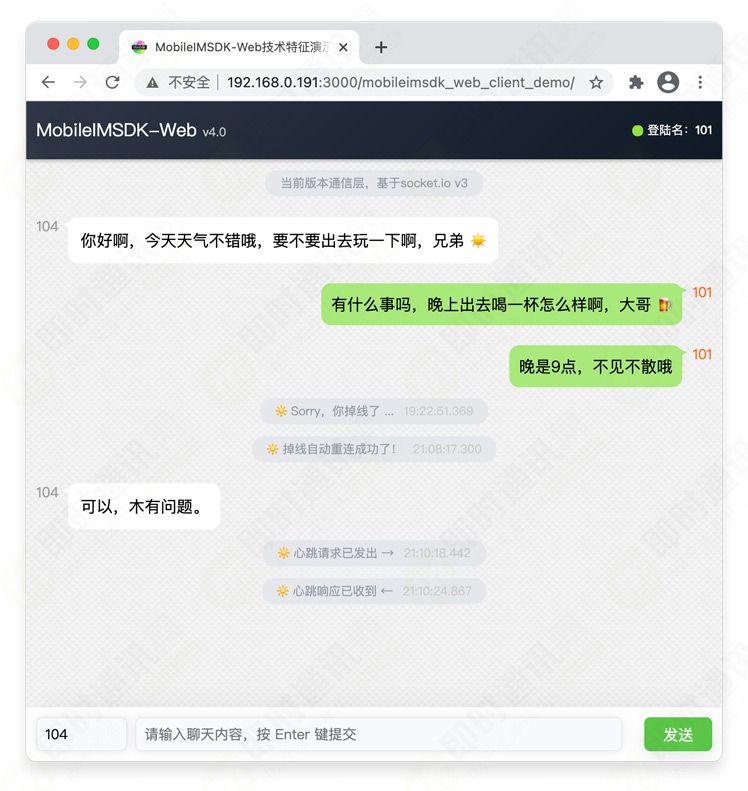 MobileIMSDK-Web技术特征演示
不安全 192.168.0.191:3000/mobileimsdk_web_client_demo/
MobileIMSDK-Web v4.0
登陆名：101
当前版本通信层，基于socket.io v3
104
你好啊，今天天气不错哦，要不要出去玩一下啊，兄弟
101
有什么事吗，晚上出去喝一杯怎么样啊，大哥
101
晚是9点，不见不散哦
Sorry，你掉线了 ... 19:22:51.369
掉线自动重连成功了！ 21:08:17.300
104
可以，木有问题。
心跳请求已发出 → 21:10:18.442
心跳响应已收到 ← 21:10:24.867
104
请输入聊天内容，按 Enter 键提交
发送
即时通讯